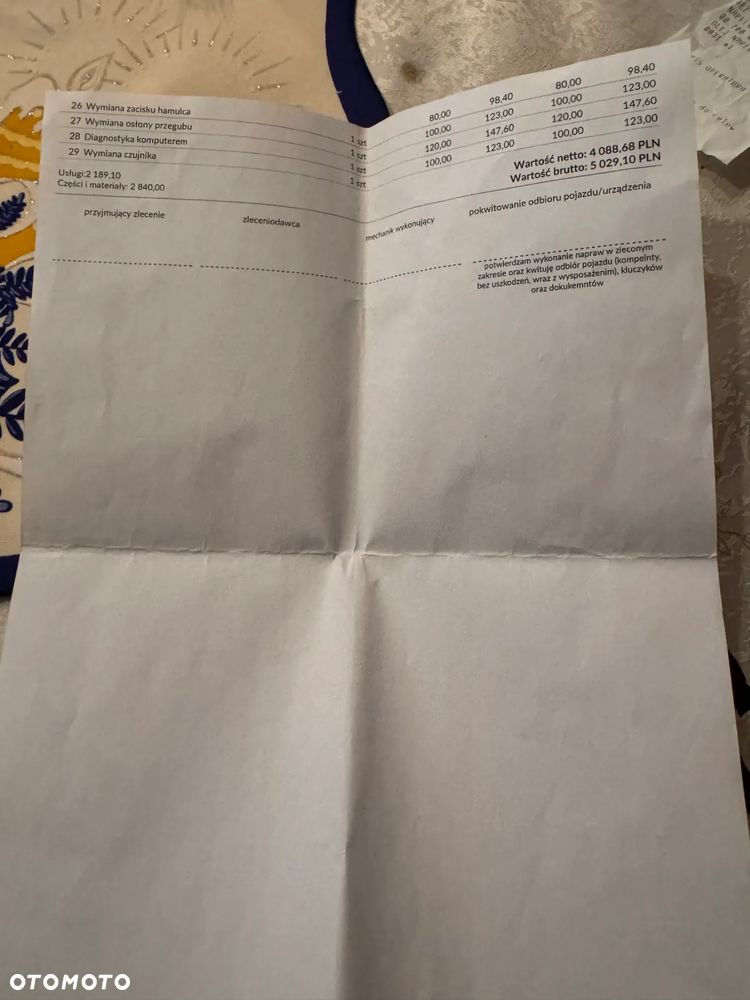 26 Wymiana zacisku hamulca 1 szt 80,00 98,40 80,00 98,40
27 Wymiana osłony przegubu 1 szt 100,00 123,00 100,00 123,00
28 Diagnostyka komputerem 1 szt 120,00 147,60 120,00 147,60
29 Wymiana czujnika 1 szt 100,00 123,00 100,00 123,00
Wartość netto: 4 088,68 PLN
Wartość brutto: 5 029,10 PLN
Usługi:2 189,10
Części i materiały: 2 840,00
przyjmujący zlecenie zleceniodawca mechanik wykonujący pokwitowanie odbioru pojazdu/urządzenia
potwierdzam wykonanie napraw w zleconym
zakresie oraz kwituję odbiór pojazdu (kompelnty,
bez uszkodzeń, wraz z wysposażenim), kluczyków
oraz dokukemntów
OTOMOTO